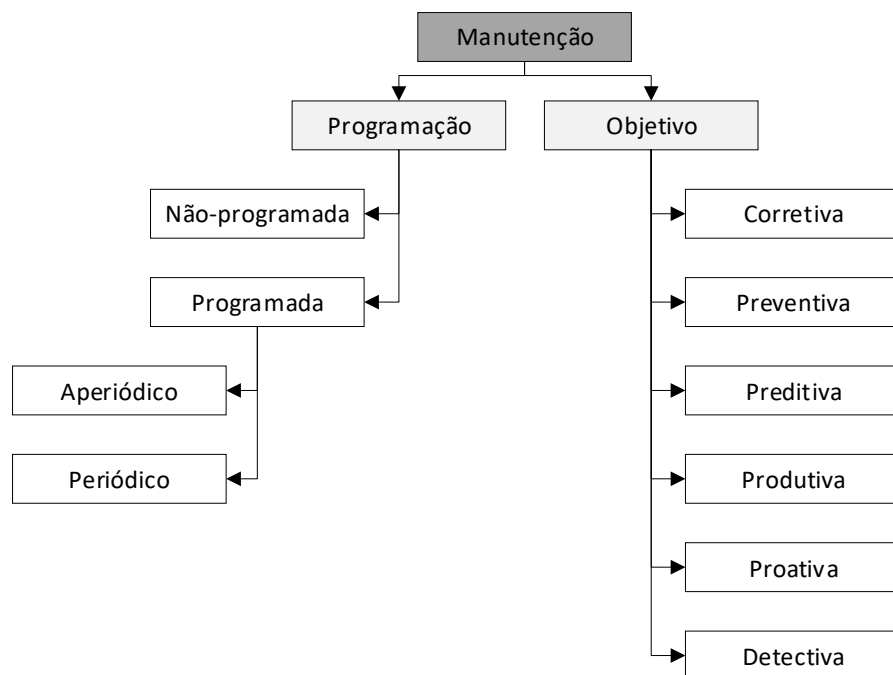 Manutenção
Programação
Objetivo
Não-programada
Corretiva
Programada
Preventiva
Aperiódico
Preditiva
Periódico
Produtiva
Proativa
Detectiva